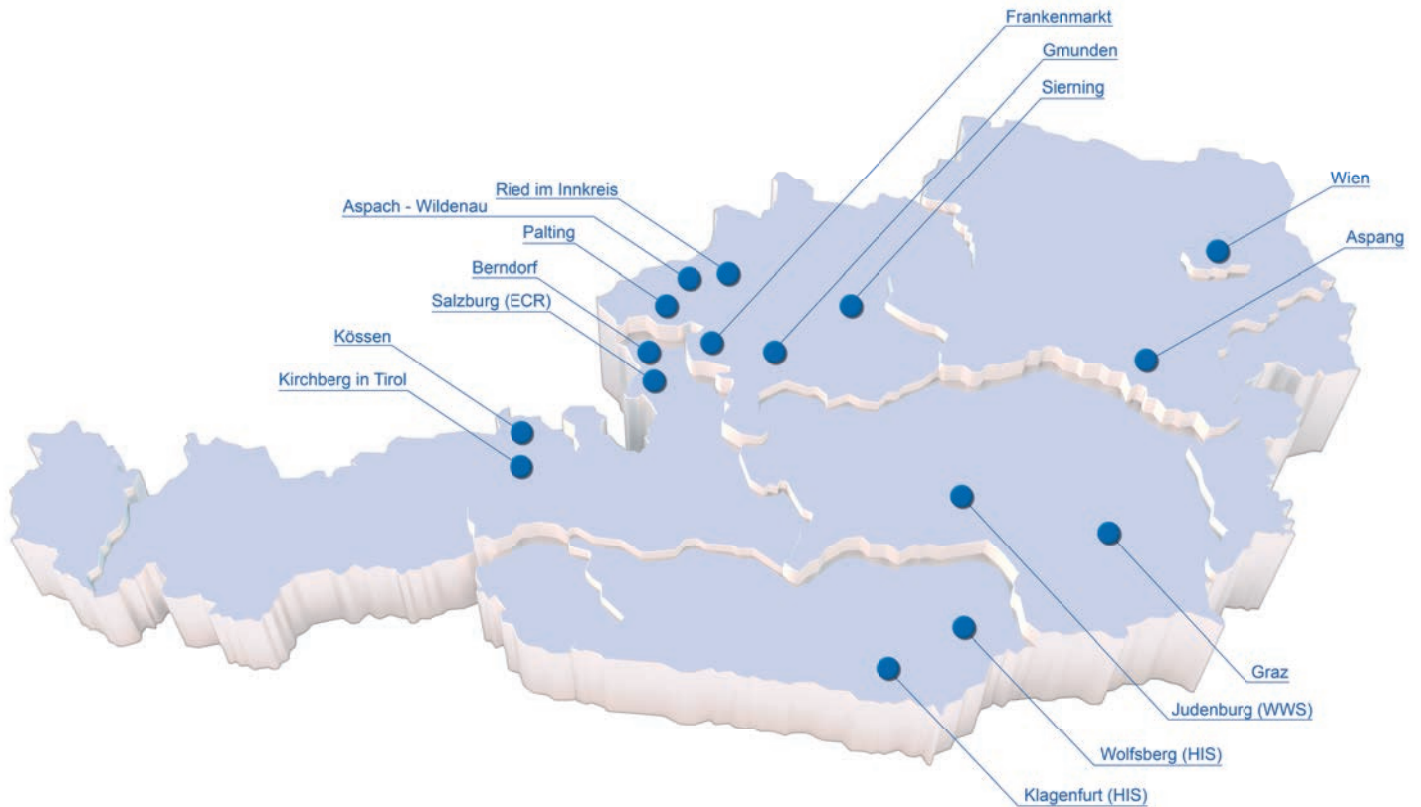 Frankenmarkt
Gmunden
Sierning
Wien
Ried im Innkreis
Aspach - Wildenau
Palting
Aspang
Berndorf
Salzburg (ECR)
Kössen
Kirchberg in Tirol
Graz
Judenburg (WWS)
Wolfsberg (HIS)
Klagenfurt (HIS)